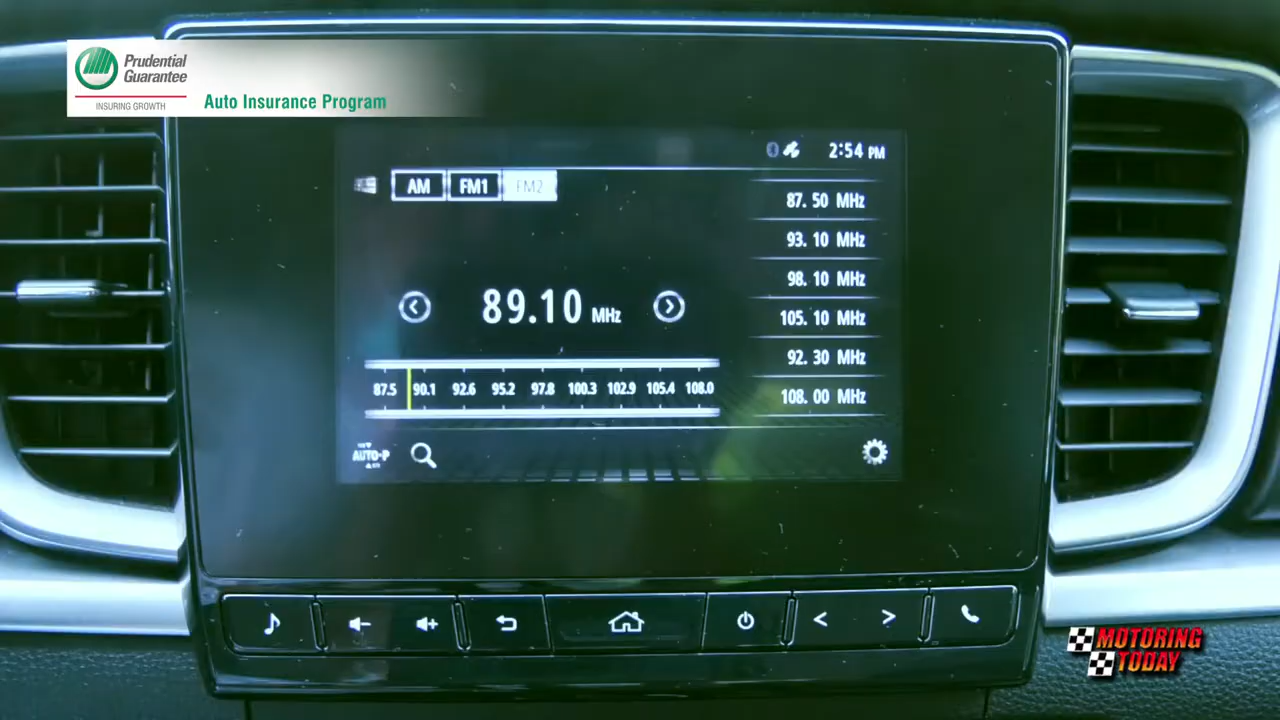 Prudential
Guarantee
INSURING GROWTH
Auto Insurance Program
2:54 PM
AM FM1 FM2
87.50 MHz
93.10 MHz
98.10 MHz
105.10 MHz
92.30 MHz
108.00 MHz
89.10 MHz
87.5 90.1 92.6 95.2 97.8 100.3 102.9 105.4 108.0
AUTO-P
MOTORING
TODAY